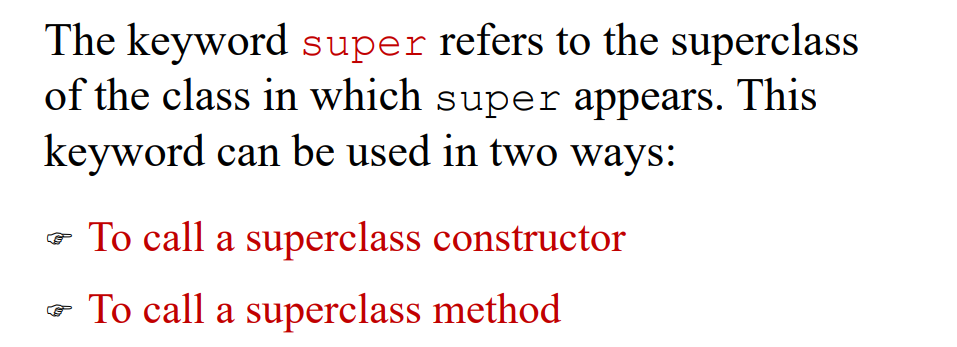 The keyword super refers to the superclass
of the class in which super appears. This
keyword can be used in two ways:
☞ To call a superclass constructor
☞ To call a superclass method